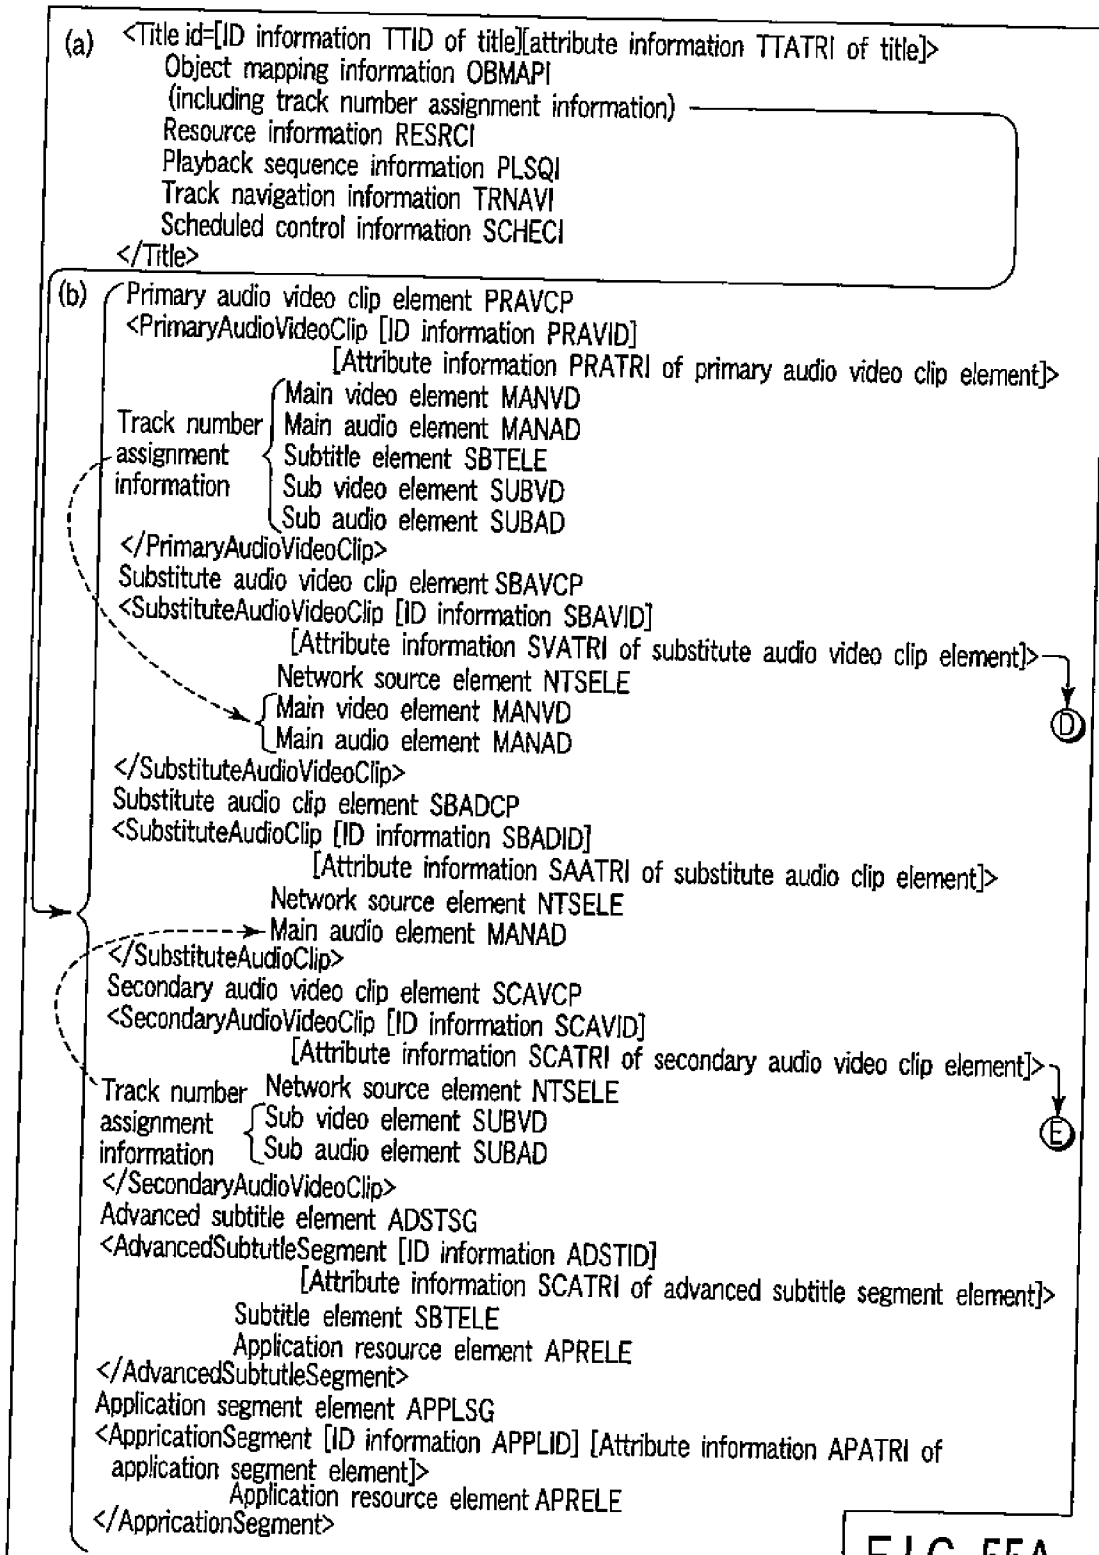 (a) <Title id=[ID information TTID of title][attribute information TTATRI of title]>
Object mapping information OBMAPI
(including track number assignment information)
Resource information RESRCI
Playback sequence information PLSQI
Track navigation information TRNAVI
Scheduled control information SCHECI
</Title>
(b) Primary audio video clip element PRAVCP
<PrimaryAudioVideoClip [ID information PRAVID]
[Attribute information PRATRI of primary audio video clip element]>
Main video element MANVD
Track number Main audio element MANAD
assignment Subtitle element SBTELE
information Sub video element SUBVD
Sub audio element SUBAD
</PrimaryAudioVideoClip>
Substitute audio video clip element SBAVCP
<SubstituteAudioVideoClip [ID information SBAVID]
[Attribute information SVATRI of substitute audio video clip element]>
Network source element NTSELE
Main video element MANVD
D
Main audio element MANAD
</SubstituteAudioVideoClip>
Substitute audio clip element SBADCP
<SubstituteAudioClip [ID information SBADID]
[Attribute information SAATRI of substitute audio clip element]>
Network source element NTSELE
Main audio element MANAD
</SubstituteAudioClip>
Secondary audio video clip element SCAVCP
<SecondaryAudioVideoClip [ID information SCAVID]
[Attribute information SCATRI of secondary audio video clip element]>
Track number Network source element NTSELE
assignment Sub video element SUBVD
E
information Sub audio element SUBAD
</SecondaryAudioVideoClip>
Advanced subtitle element ADSTSG
<AdvancedSubtutleSegment [ID information ADSTID]
[Attribute information SCATRI of advanced subtitle segment element]>
Subtitle element SBTELE
Application resource element APRELE
</AdvancedSubtutleSegment>
Application segment element APPLSG
<AppricationSegment [ID information APPLID] [Attribute information APATRI of
application segment element]>
Application resource element APRELE
</AppricationSegment>
FIG. 55A